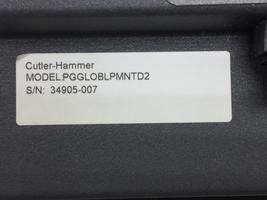 Cutler-Hammer
MODEL:PGGLOBLPMNTD2
S/N: 34905-007